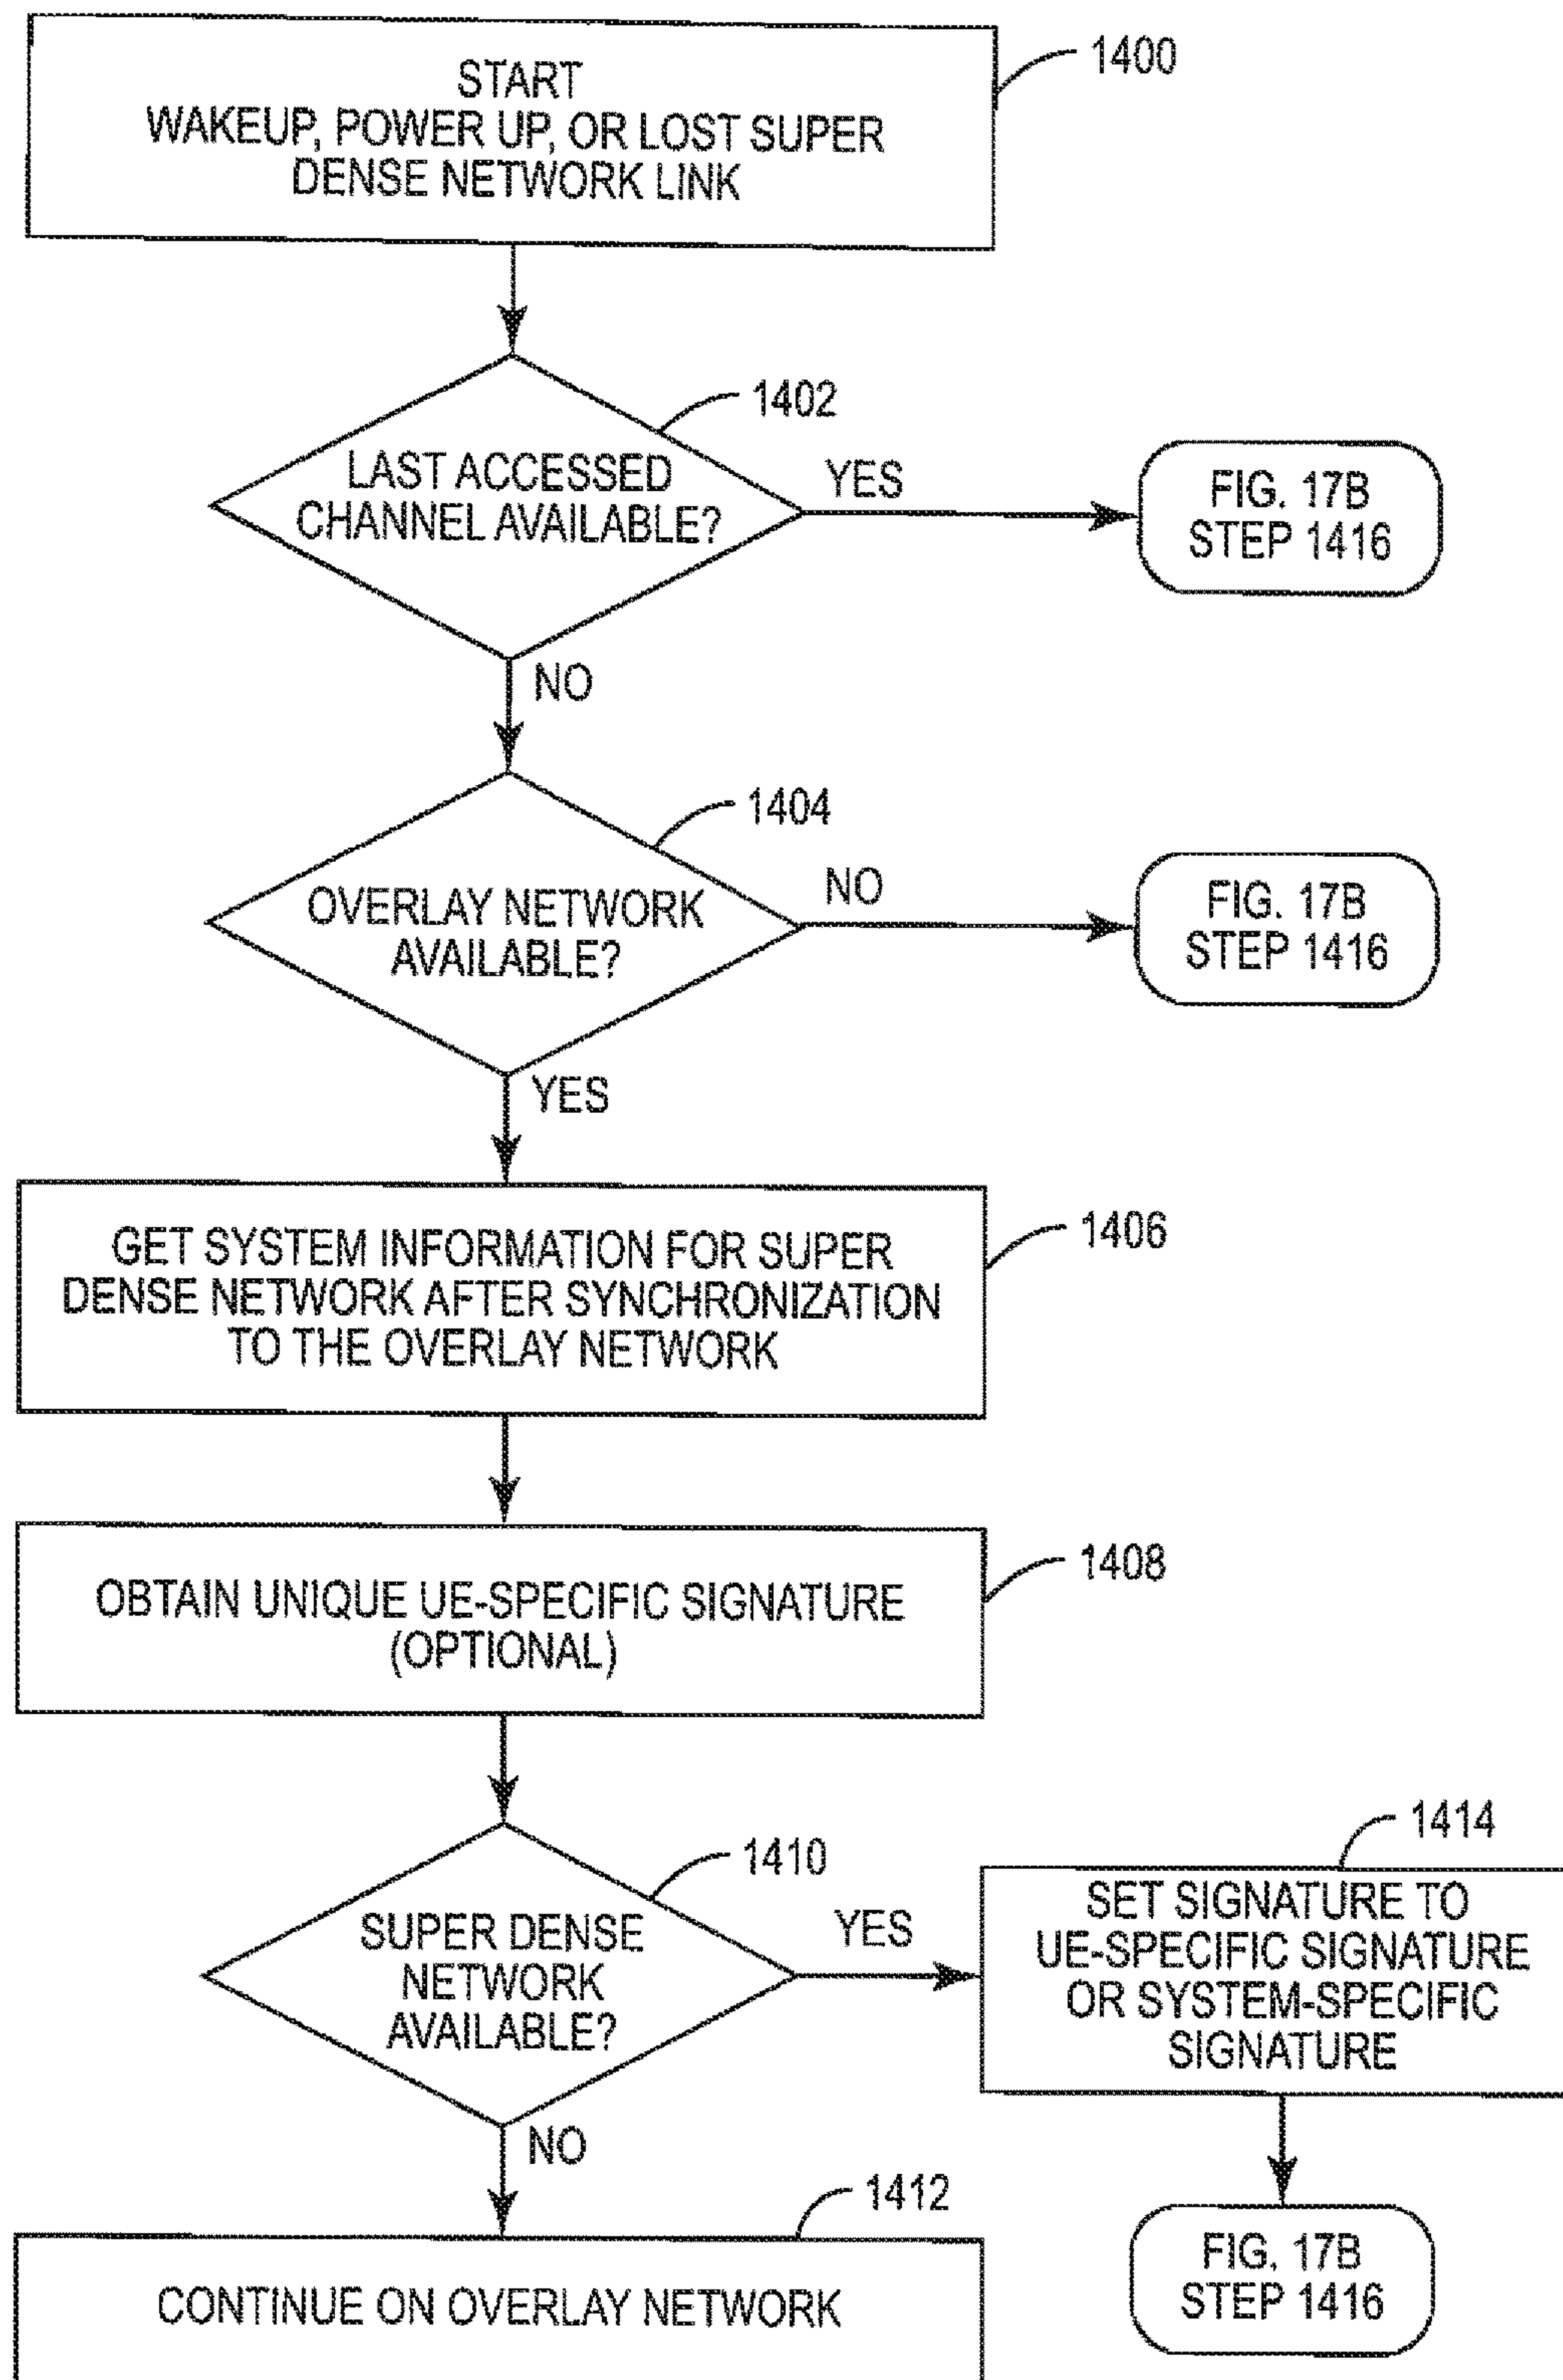 START
WAKEUP, POWER UP, OR LOST SUPER
DENSE NETWORK LINK
1400
1402
LAST ACCESSED
CHANNEL AVAILABLE?
YES
FIG. 17B
STEP 1416
NO
1404
OVERLAY NETWORK
AVAILABLE?
NO
FIG. 17B
STEP 1416
YES
GET SYSTEM INFORMATION FOR SUPER
DENSE NETWORK AFTER SYNCHRONIZATION
TO THE OVERLAY NETWORK
1406
OBTAIN UNIQUE UE-SPECIFIC SIGNATURE
(OPTIONAL)
1408
1410
SUPER DENSE
NETWORK
AVAILABLE?
YES
1414
SET SIGNATURE TO
UE-SPECIFIC SIGNATURE
OR SYSTEM-SPECIFIC
SIGNATURE
NO
1412
CONTINUE ON OVERLAY NETWORK
FIG. 17B
STEP 1416